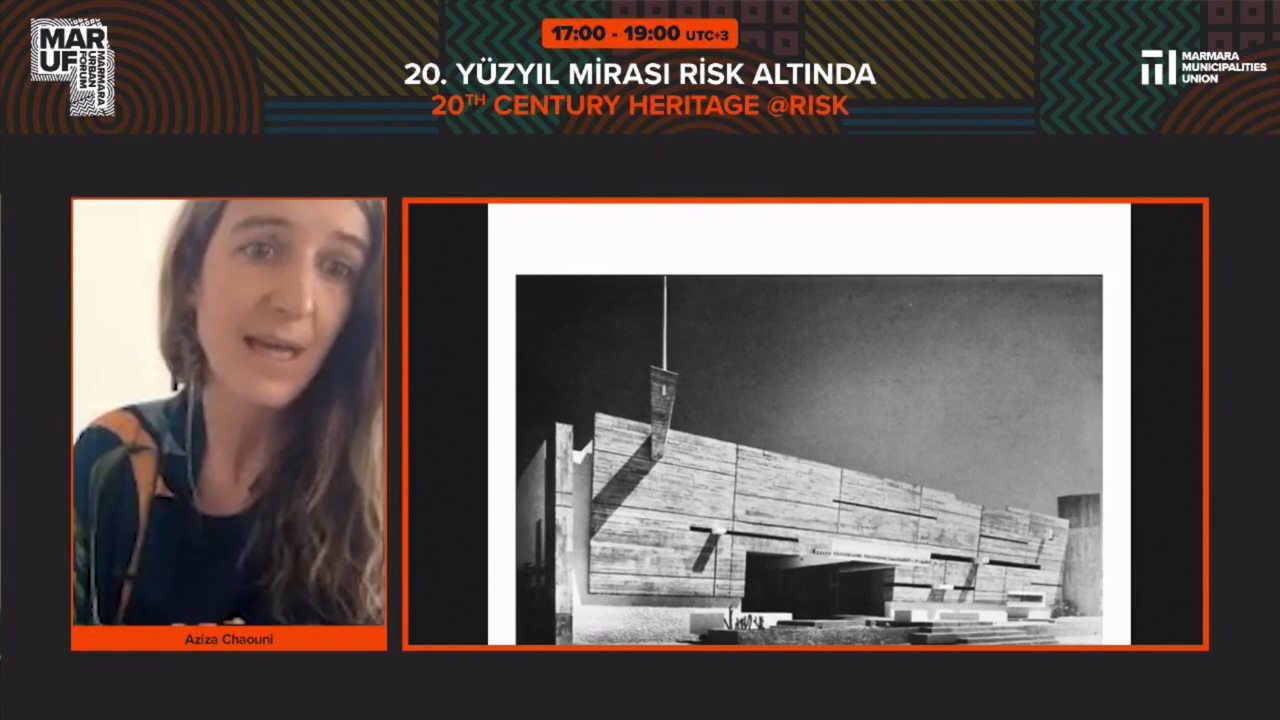 MAR
UF
MARMARA
URBAN
FORUM
17:00 - 19:00 UTC+3
20. YÜZYIL MİRASI RİSK ALTINDA
20TH CENTURY HERITAGE @RISK
MARMARA
MUNICIPALITIES
UNION
Aziza Chaouni